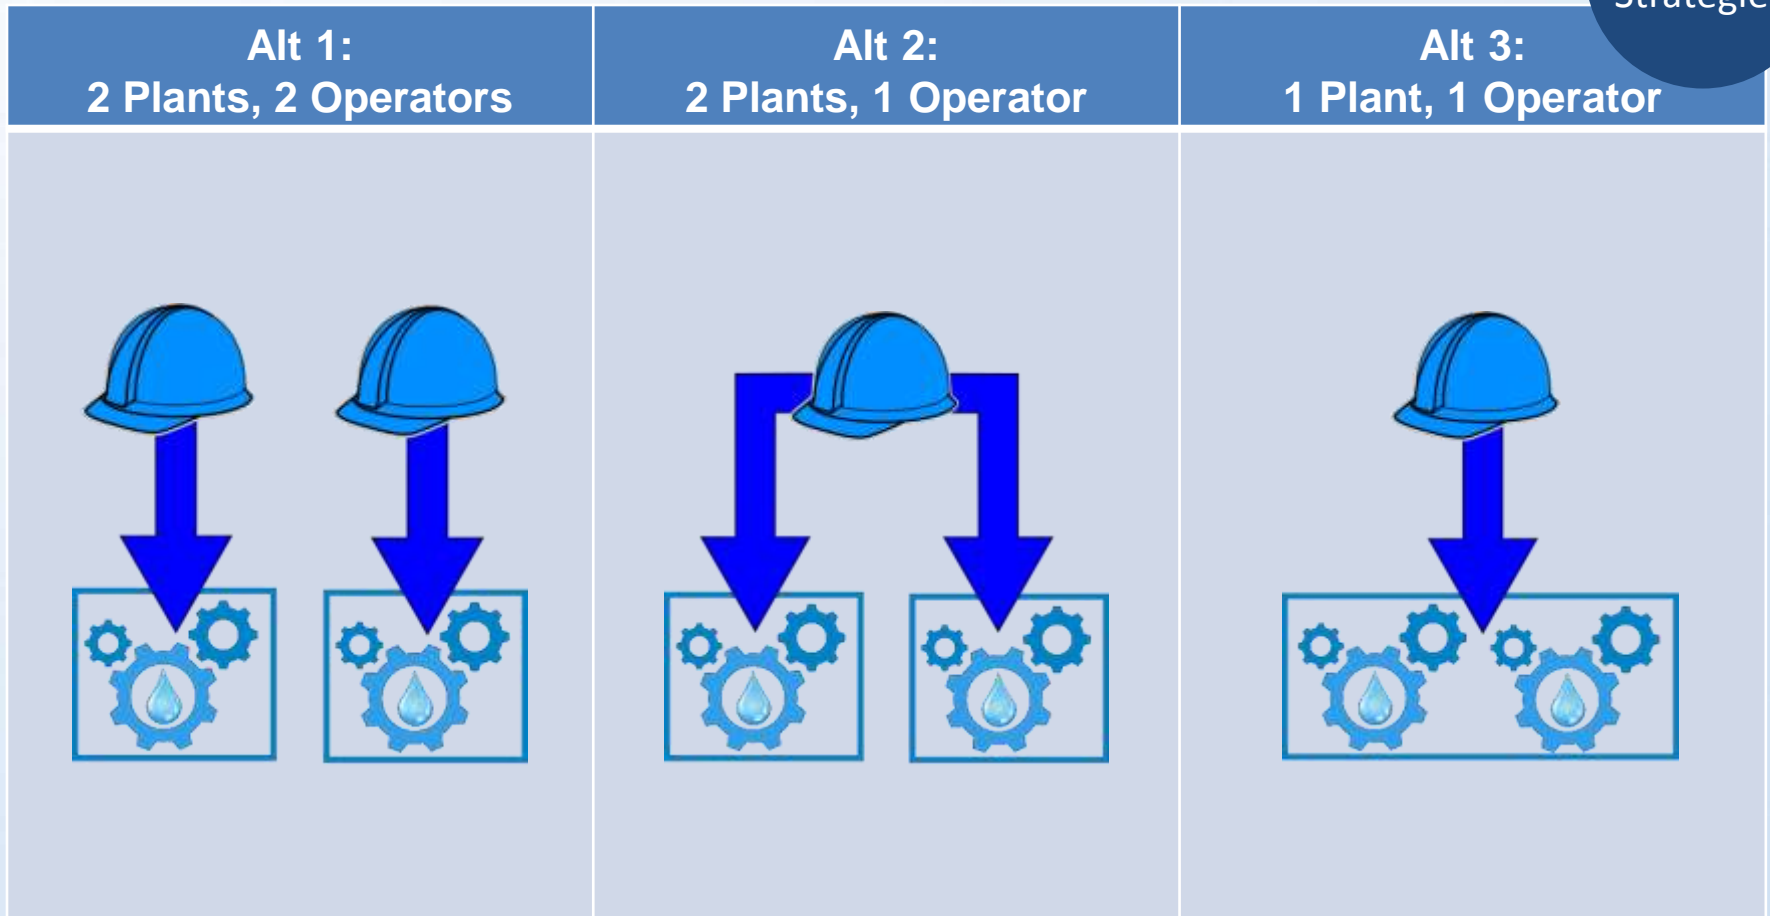 Alt 1:
2 Plants, 2 Operators
Alt 2:
2 Plants, 1 Operator
Alt 3:
1 Plant, 1 Operator